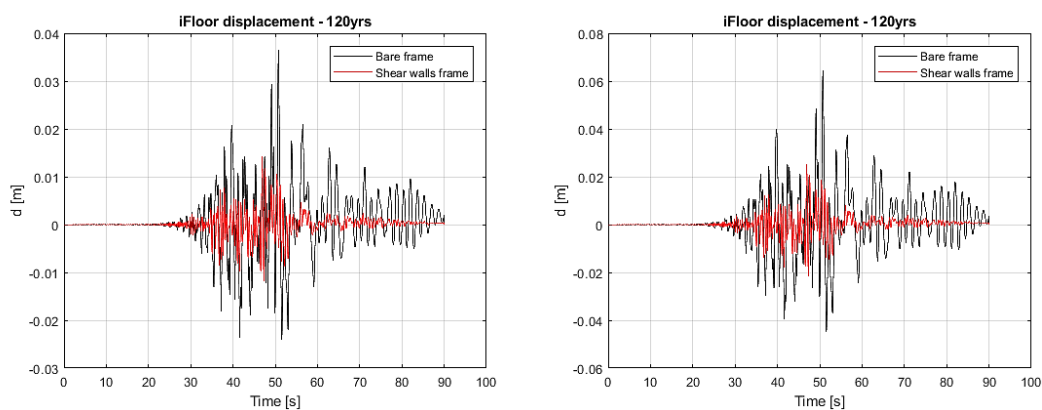 iFloor displacement - 120yrs
Bare frame
Shear walls frame
0.04
0.03
0.02
0.01
0
-0.01
-0.02
-0.03
d [m]
0 10 20 30 40 50 60 70 80 90 100
Time [s]
iFloor displacement - 120yrs
Bare frame
Shear walls frame
0.08
0.06
0.04
0.02
0
-0.02
-0.04
-0.06
d [m]
0 10 20 30 40 50 60 70 80 90 100
Time [s]